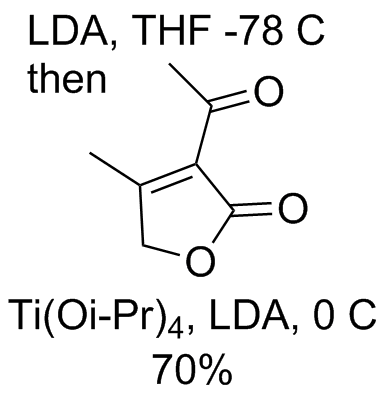 LDA, THF -78 C
then
O
O
O
Ti(Oi-Pr)₄, LDA, 0 C
70%